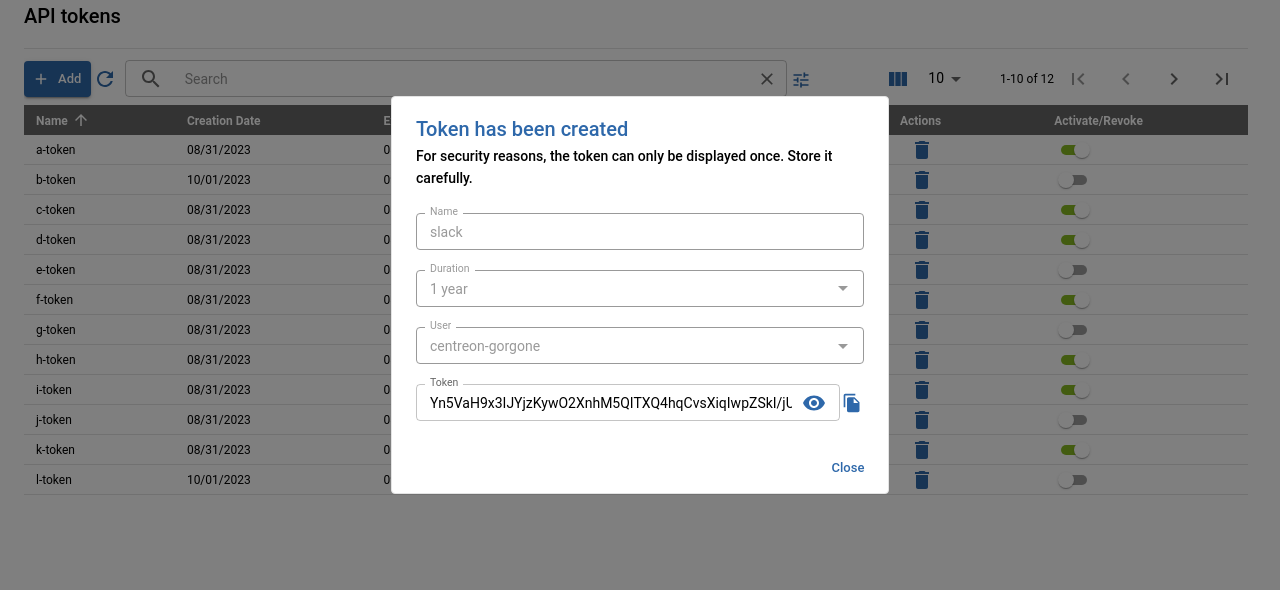 API tokens
Add
Search
10
1-10 of 12
Name Creation Date E Actions Activate/Revoke
a-token 08/31/2023 0
b-token 10/01/2023 0
c-token 08/31/2023 0
d-token 08/31/2023 0
e-token 08/31/2023 0
f-token 08/31/2023 0
g-token 08/31/2023 0
h-token 08/31/2023 0
i-token 08/31/2023 0
j-token 08/31/2023 0
k-token 08/31/2023 0
l-token 10/01/2023 0
Token has been created
For security reasons, the token can only be displayed once. Store it
carefully.
Name
slack
Duration
1 year
User
centreon-gorgone
Token
Close